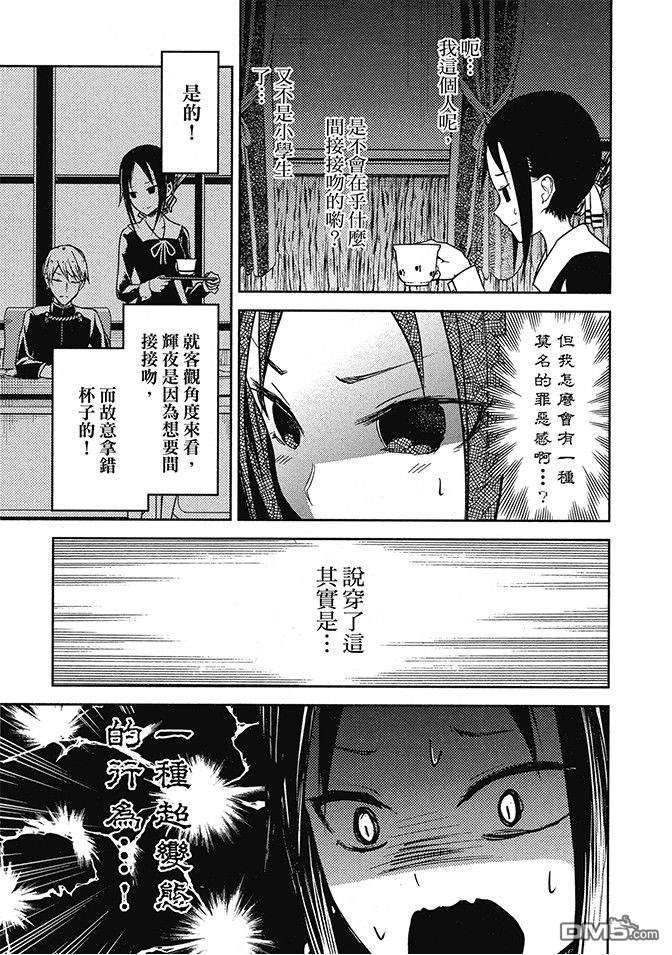 呃…
我這個人呢，
是不會在乎什麼
間接接吻的喲？
又不是小學生
了…
但我怎麼會有一種
莫名的罪惡感啊…？
是的！
就客觀角度來看，
輝夜是因為想要間
接接吻，
而故意拿錯
杯子的！
說穿了這
其實是…
一種超變態
的行為…！
DM5.com